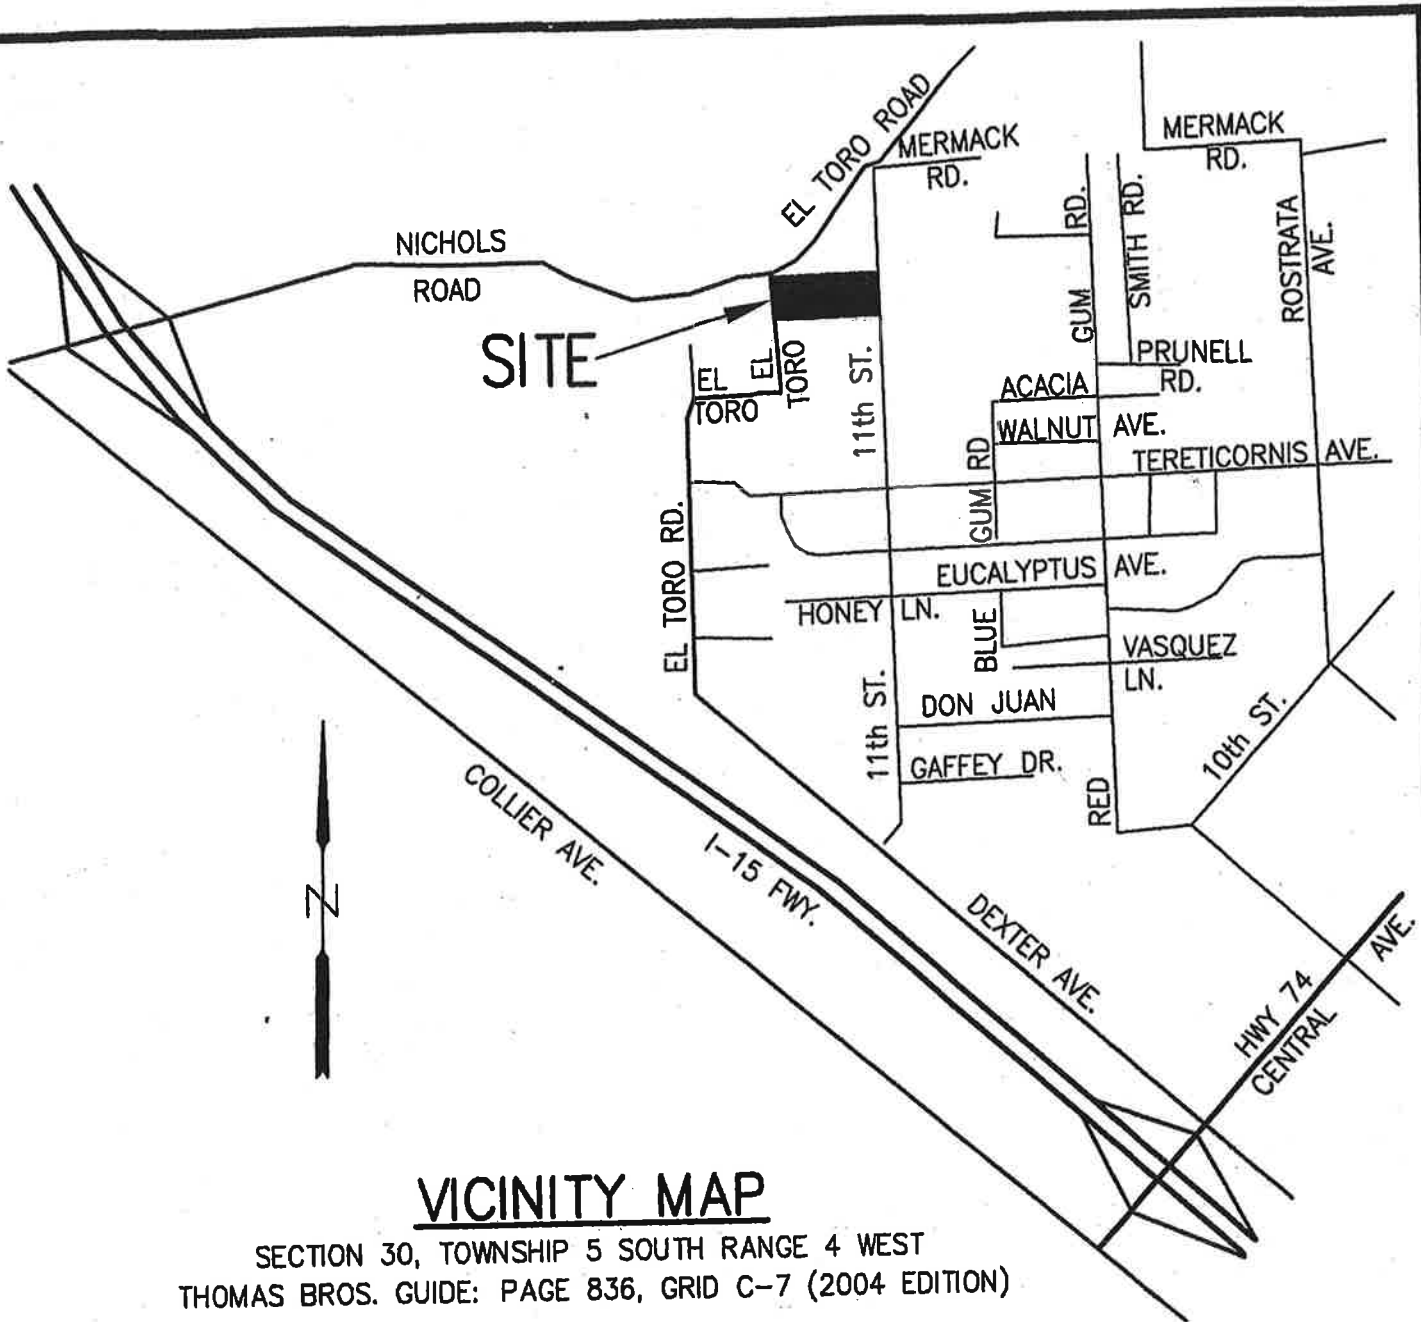 EL TORO ROAD
MERMACK
RD.
MERMACK
RD.
NICHOLS
ROAD
GUM RD.
SMITH RD.
ROSTRATA
AVE.
SITE
EL
TORO
EL
TORO
11th ST.
PRUNELL
RD.
ACACIA
WALNUT AVE.
TERETICORNIS AVE.
GUM RD
EL TORO RD.
EUCALYPTUS AVE.
HONEY LN.
BLUE
VASQUEZ
LN.
11th ST.
DON JUAN
GAFFEY DR.
RED
10th ST.
COLLIER AVE.
I-15 FWY.
DEXTER AVE.
HWY 74
CENTRAL AVE.
N
VICINITY MAP
SECTION 30, TOWNSHIP 5 SOUTH RANGE 4 WEST
THOMAS BROS. GUIDE: PAGE 836, GRID C-7 (2004 EDITION)